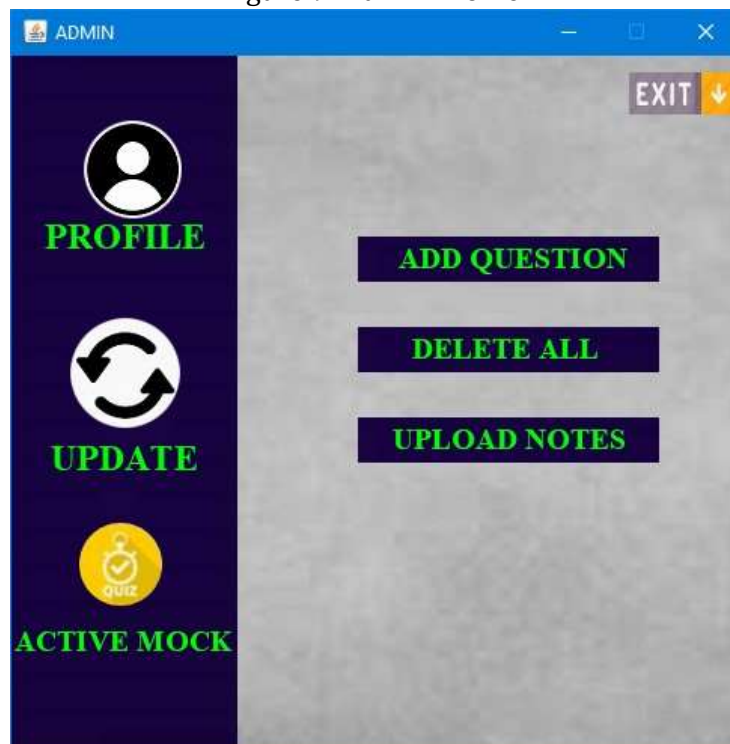 ADMIN
EXIT
PROFILE
ADD QUESTION
DELETE ALL
UPDATE
UPLOAD NOTES
QUIZ
ACTIVE MOCK